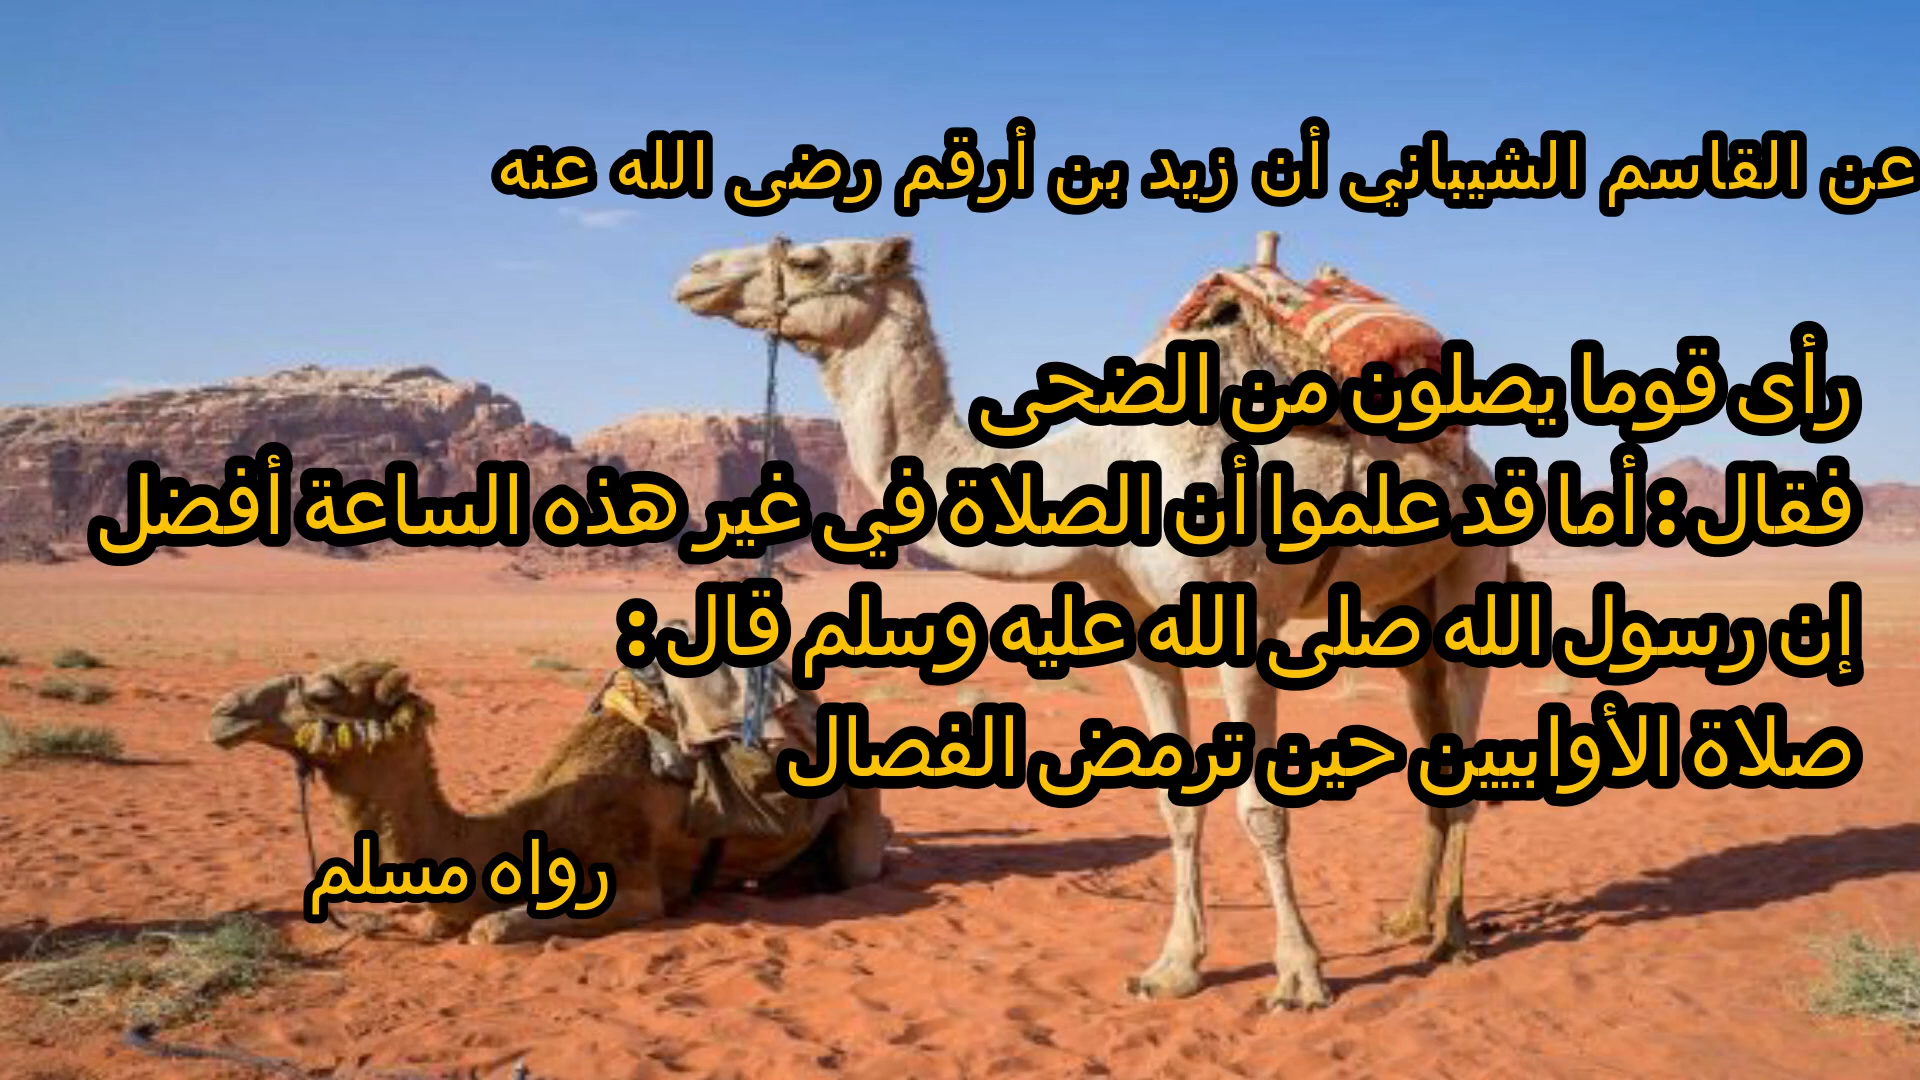 عن القاسم الشيباني أن زيد بن أرقم رضى الله عنه
رأى قوما يصلون من الضحى
فقال: أما قد علموا أن الصلاة في غير هذه الساعة أفضل
إن رسول الله صلى الله عليه وسلم قال:
صلاة الأوابيين حين ترمض الفصال
رواه مسلم